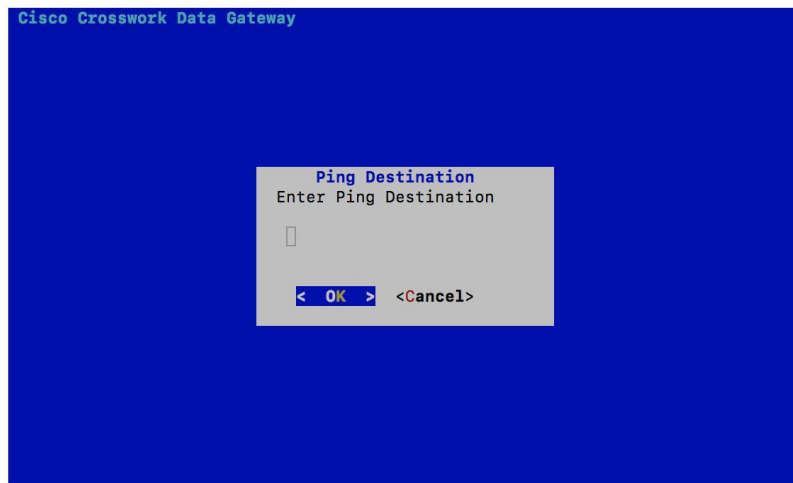 Cisco Crosswork Data Gateway
Ping Destination
Enter Ping Destination
< OK > <Cancel>